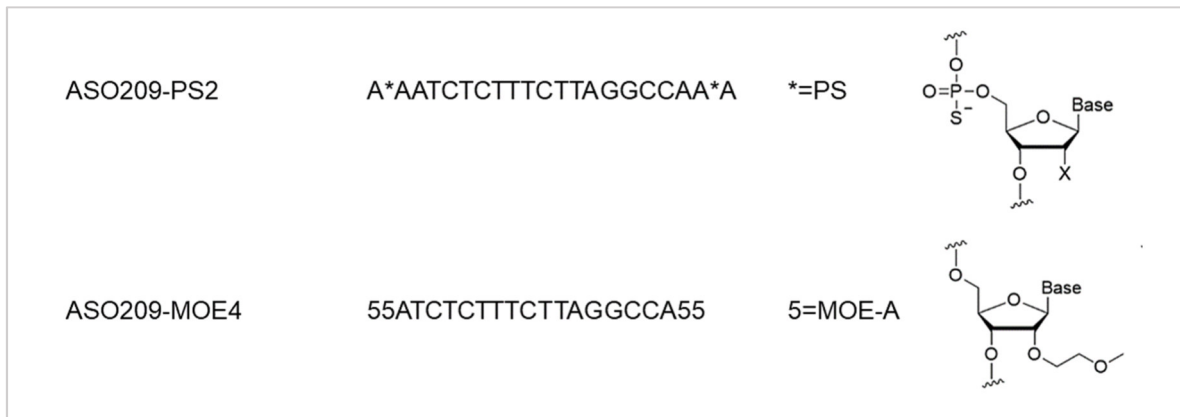 ASO209-PS2 A*AATCTCTTTCTTAGGCCAA*A *=PS
O
O=P-O
S
−
O
Base
O
X
ASO209-MOE4 55ATCTCTTTCTTAGGCCA55 5=MOE-A
O
O
Base
O
O
O